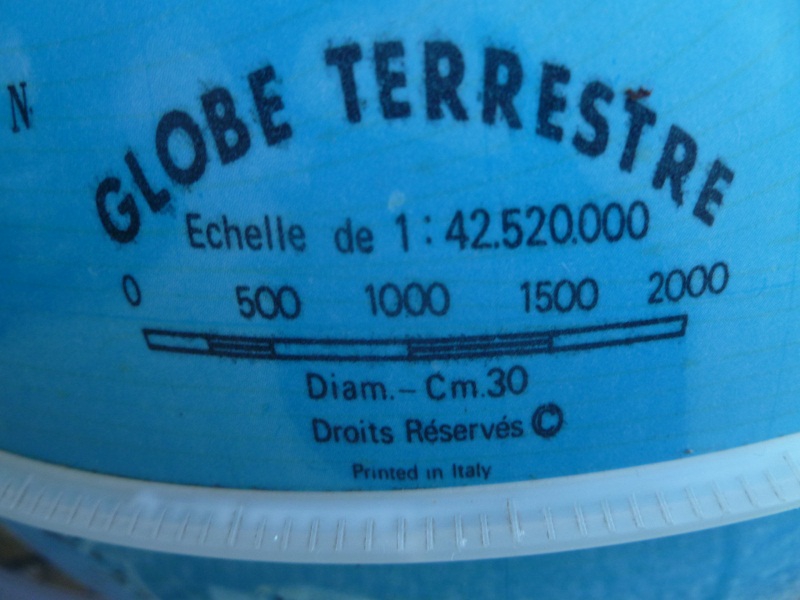 N
GLOBE TERRESTRE
Echelle de 1:42.520.000
0 500 1000 1500 2000
Diam.- Cm.30
Droits Réservés ©
Printed in Italy